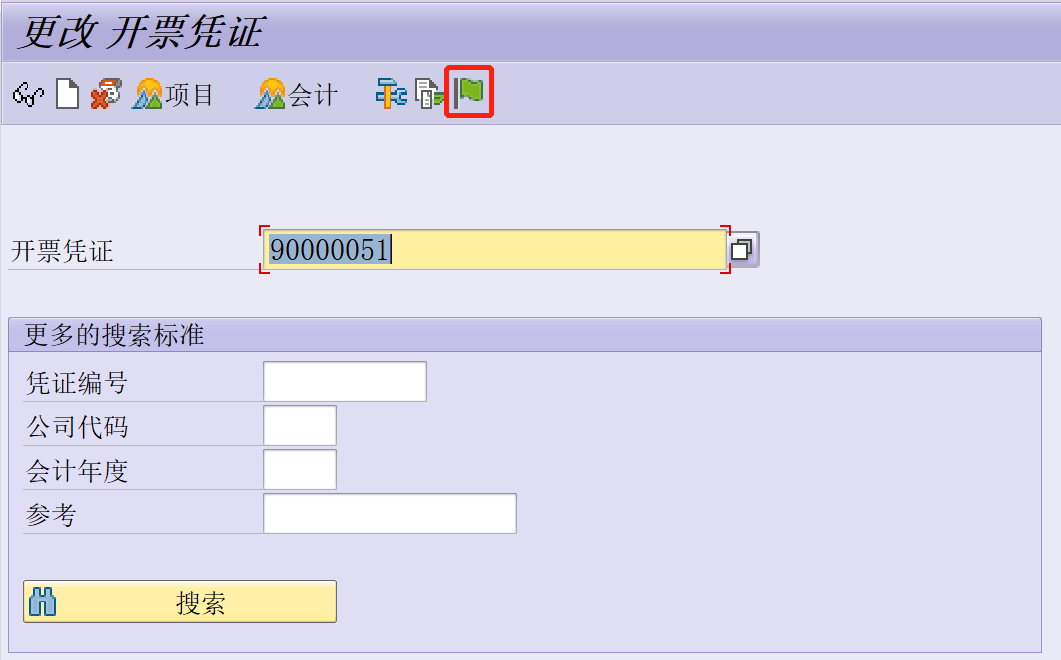 更改 开票凭证
项目 会计
开票凭证 90000051
更多的搜索标准
凭证编号
公司代码
会计年度
参考
搜索